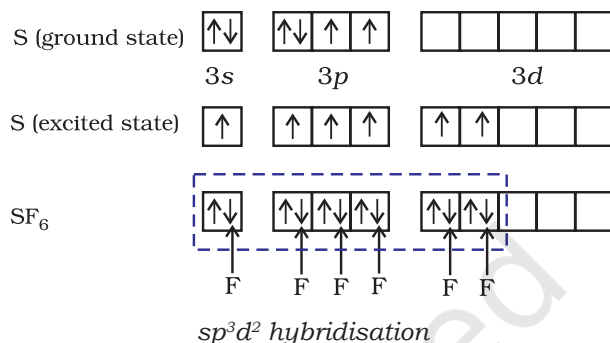 S (ground state) ↑↓ ↑↓ ↑ ↑
3s 3p 3d
S (excited state) ↑ ↑ ↑ ↑ ↑ ↑
SF₆ ↑↓ ↑↓ ↑↓ ↑↓ ↑↓ ↑↓
F F F F F F
sp³d² hybridisation